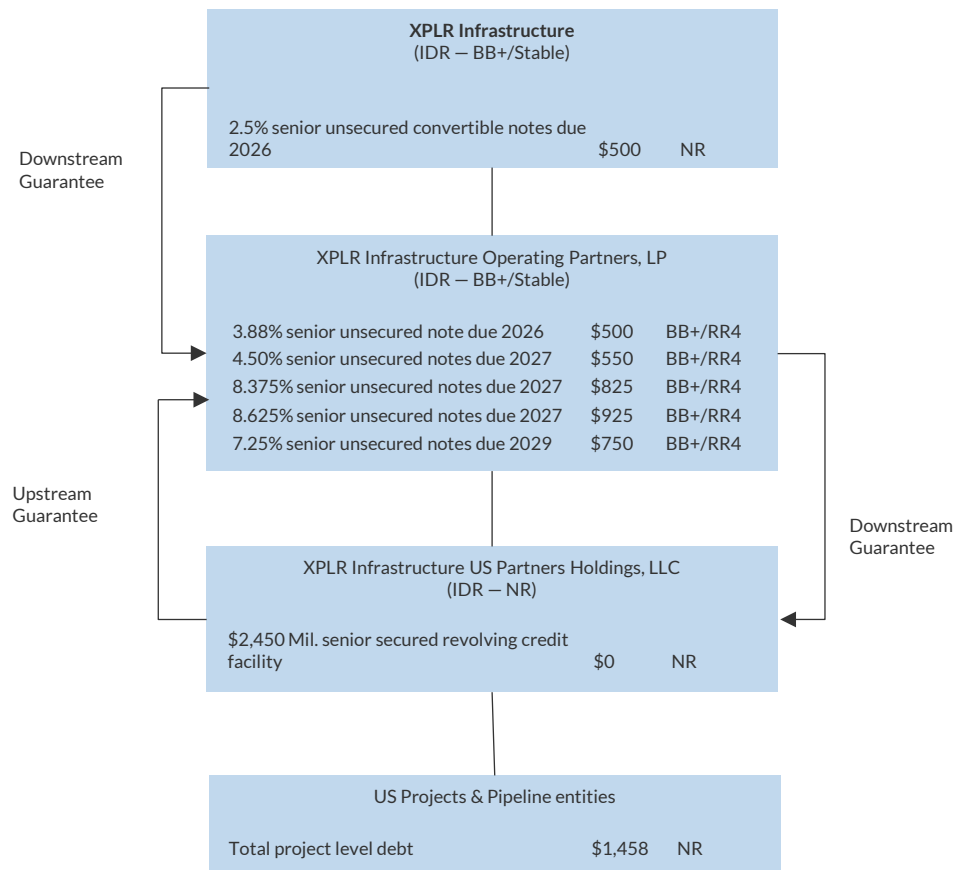 XPLR Infrastructure
(IDR — BB+/Stable)
2.5% senior unsecured convertible notes due
2026 $500 NR
Downstream
Guarantee
XPLR Infrastructure Operating Partners, LP
(IDR — BB+/Stable)
3.88% senior unsecured note due 2026 $500 BB+/RR4
4.50% senior unsecured notes due 2027 $550 BB+/RR4
8.375% senior unsecured notes due 2027 $825 BB+/RR4
8.625% senior unsecured notes due 2027 $925 BB+/RR4
7.25% senior unsecured notes due 2029 $750 BB+/RR4
Upstream
Guarantee
Downstream
Guarantee
XPLR Infrastructure US Partners Holdings, LLC
(IDR — NR)
$2,450 Mil. senior secured revolving credit
facility $0 NR
US Projects & Pipeline entities
Total project level debt $1,458 NR